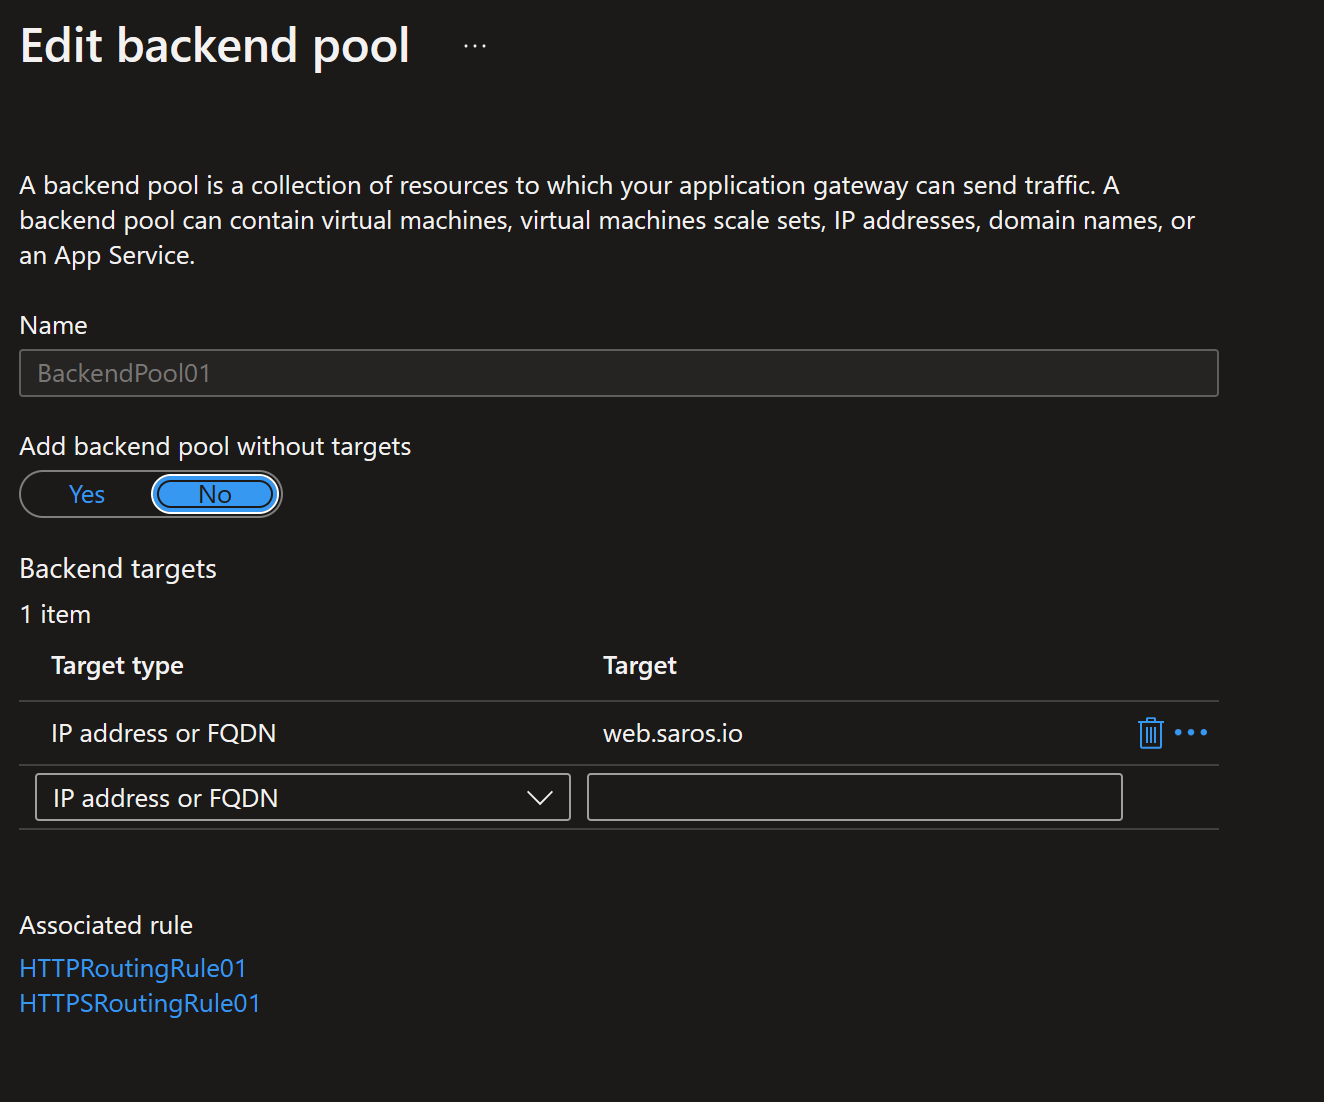 Edit backend pool ...
A backend pool is a collection of resources to which your application gateway can send traffic. A
backend pool can contain virtual machines, virtual machines scale sets, IP addresses, domain names, or
an App Service.
Name
BackendPool01
Add backend pool without targets
Yes No
Backend targets
1 item
Target type Target
IP address or FQDN web.saros.io
IP address or FQDN
Associated rule
HTTPRoutingRule01
HTTPSRoutingRule01